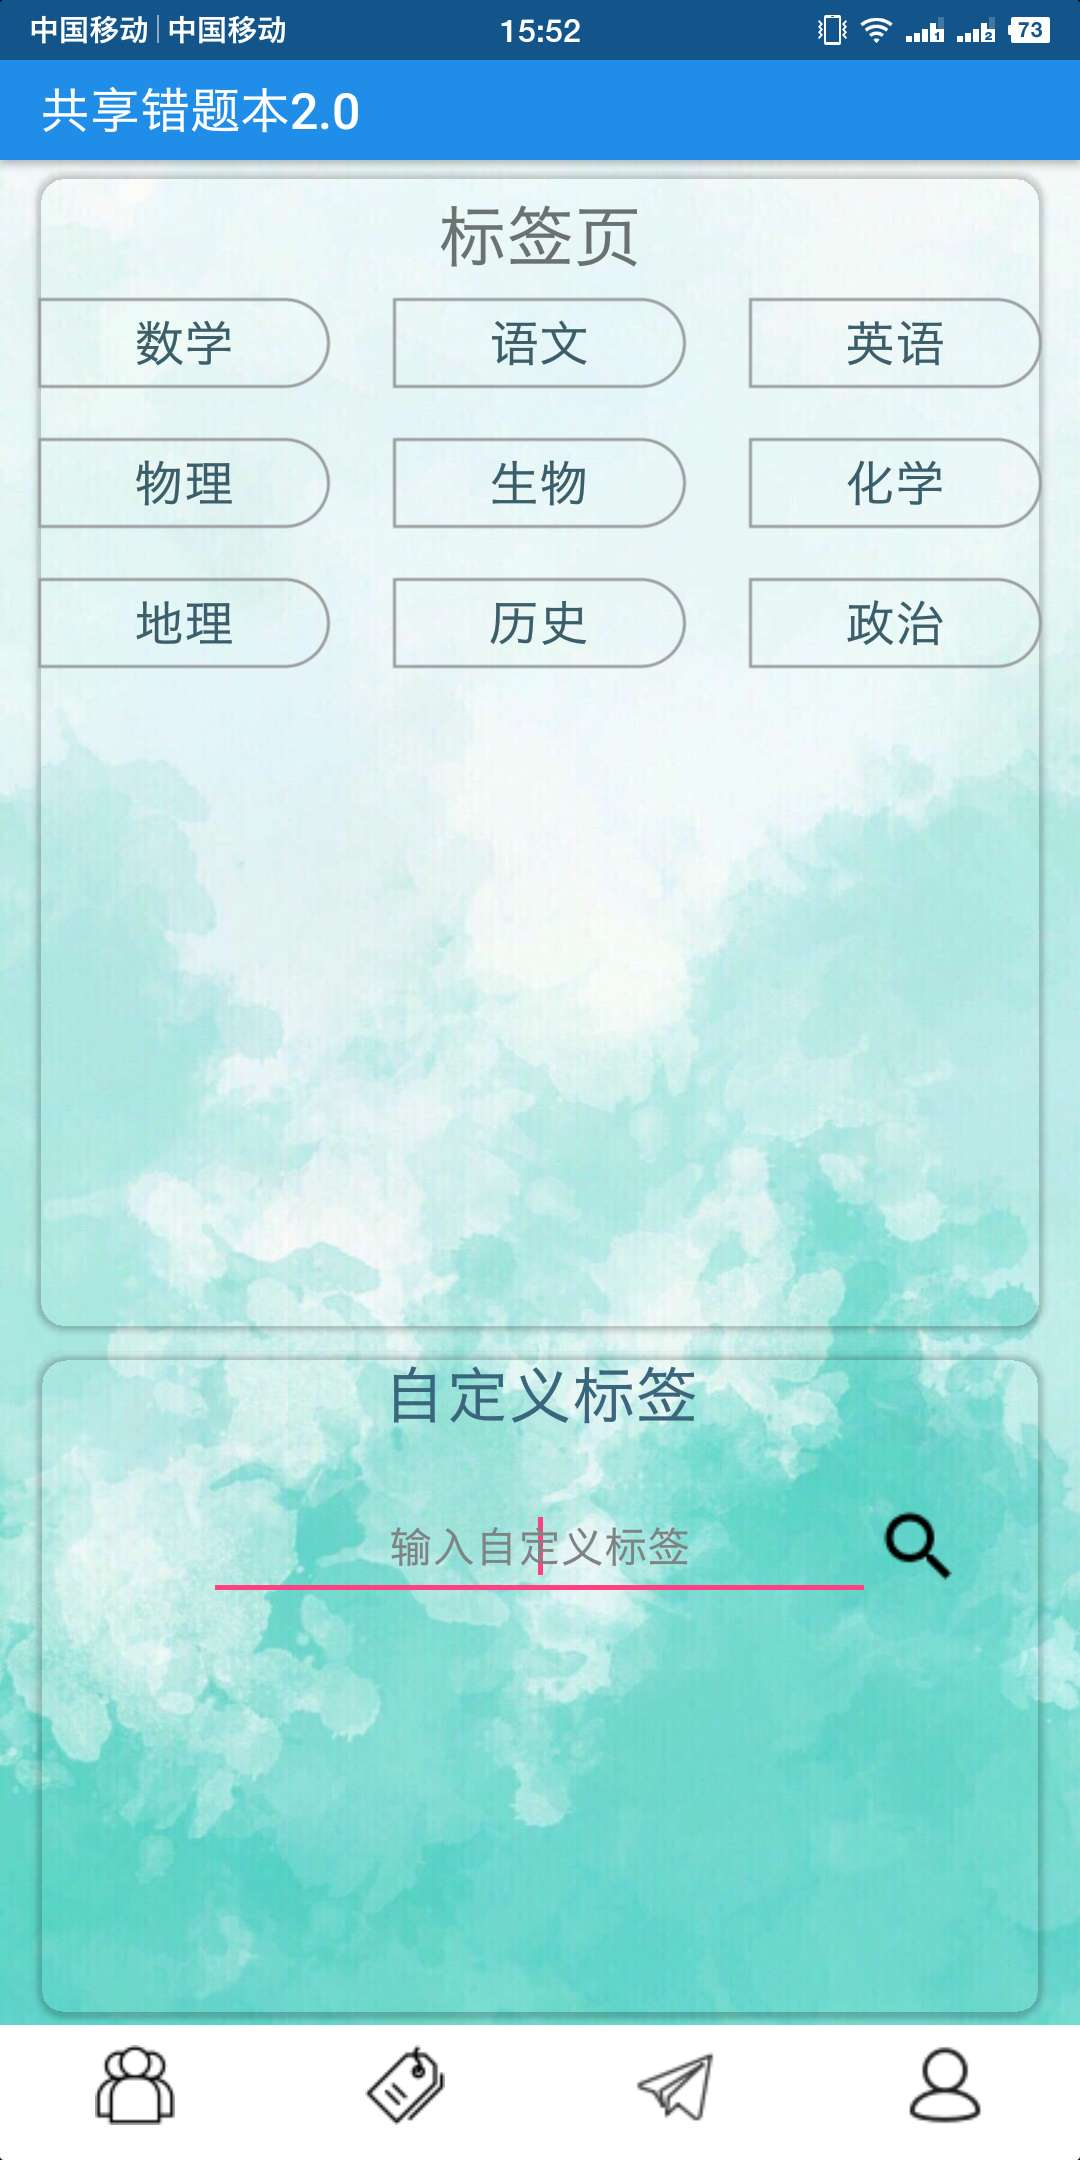 中国移动 | 中国移动 15:52 1 2 73
共享错题本2.0
标签页
数学 语文 英语
物理 生物 化学
地理 历史 政治
自定义标签
输入自定义标签